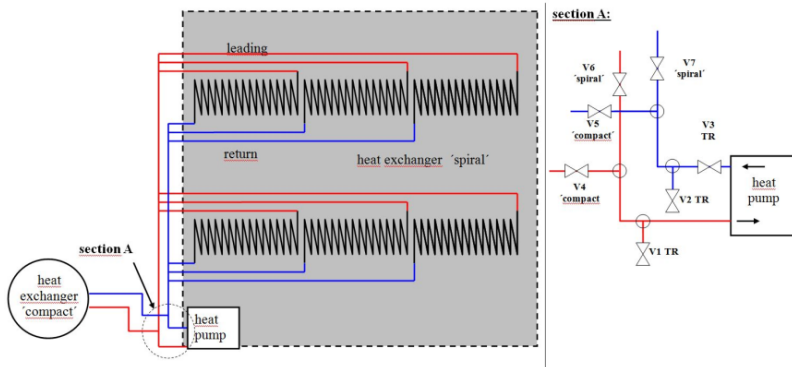 leading
return
heat exchanger ´spiral´
section A
heat
exchanger
´compact´
heat
pump
section A:
V6
´spiral´
V7
´spiral´
V5
´compact´
V3
TR
V4
´compact
V2 TR
heat
pump
V1 TR